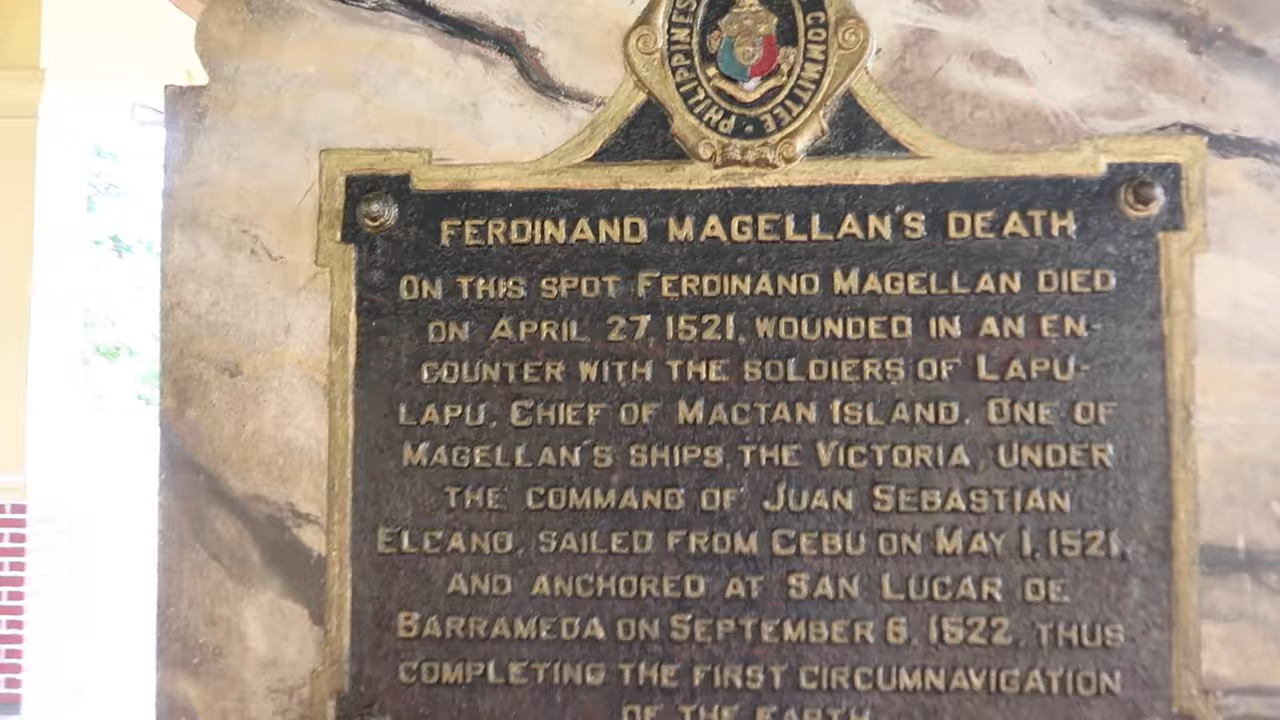 PHILIPPINES COMMITTEE
FERDINAND MAGELLAN'S DEATH
ON THIS SPOT FERDINAND MAGELLAN DIED
ON APRIL 27, 1521, WOUNDED IN AN EN-
COUNTER WITH THE SOLDIERS OF LAPU-
LAPU, CHIEF OF MACTAN ISLAND. ONE OF
MAGELLAN'S SHIPS, THE VICTORIA, UNDER
THE COMMAND OF JUAN SEBASTIAN
ELCANO, SAILED FROM CEBU ON MAY 1, 1521,
AND ANCHORED AT SAN LUCAR DE
BARRAMEDA ON SEPTEMBER 6, 1522, THUS
COMPLETING THE FIRST CIRCUMNAVIGATION
OF THE EARTH